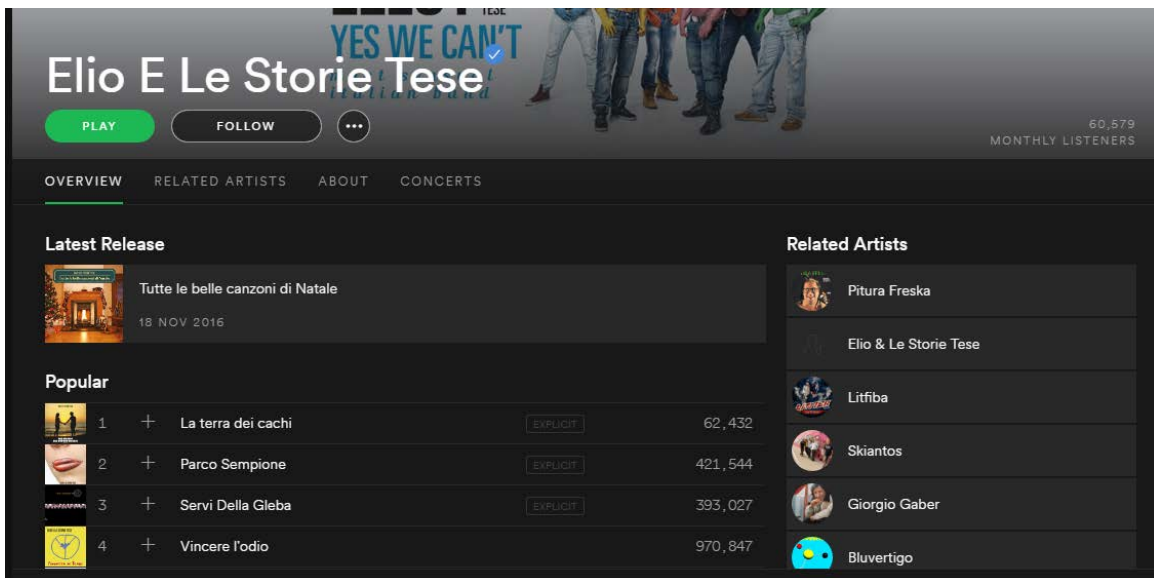 TESE
YES WE CAN'T
italian band
Elio E Le Storie Tese
PLAY
FOLLOW
60,579
MONTHLY LISTENERS
OVERVIEW
RELATED ARTISTS
ABOUT
CONCERTS
Latest Release
Tutte le belle canzoni di Natale
18 NOV 2016
Popular
1 La terra dei cachi EXPLICIT 62,432
2 Parco Sempione EXPLICIT 421,544
3 Servi Della Gleba EXPLICIT 393,027
4 Vincere l'odio 970,847
Related Artists
Pitura Freska
Elio & Le Storie Tese
Litfiba
Skiantos
Giorgio Gaber
Bluvertigo